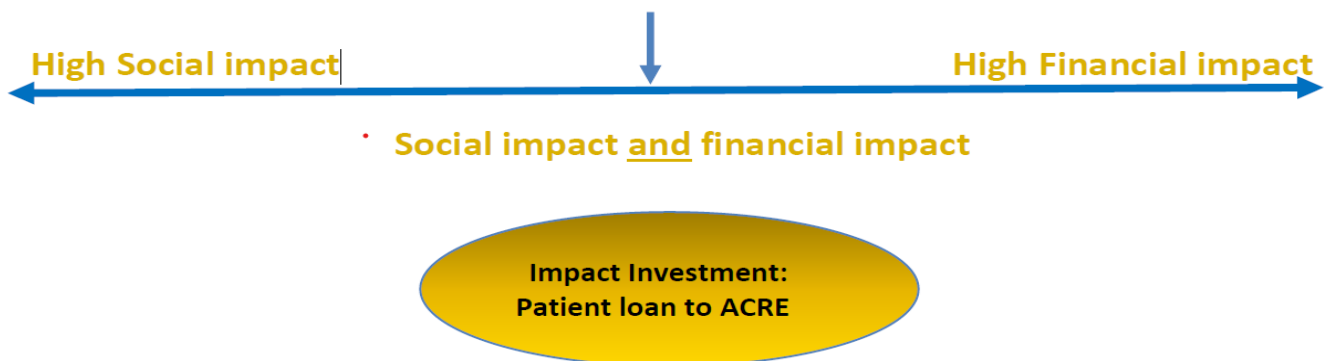 High Social impact
High Financial impact
Social impact and financial impact
Impact Investment:
Patient loan to ACRE